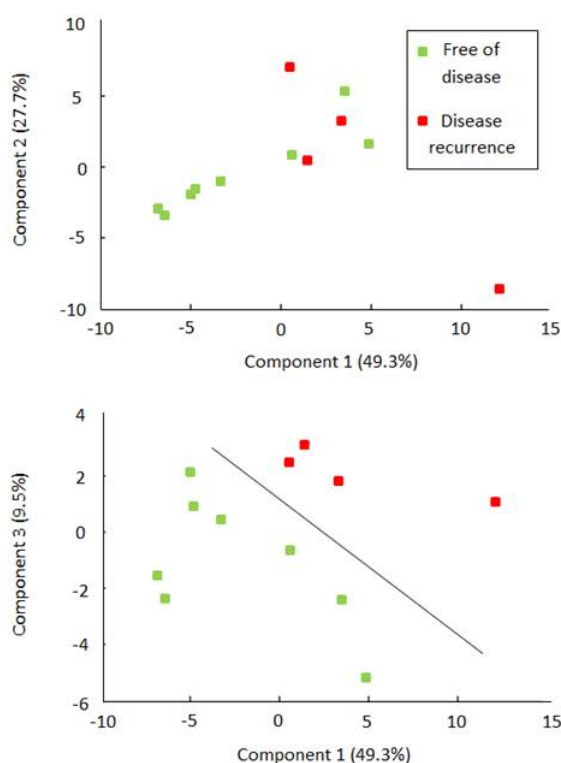 10
5
0
-5
-10
-10 -5 0 5 10 15
Component 2 (27.7%)
Component 1 (49.3%)
Free of
disease
Disease
recurrence
4
2
0
-2
-4
-6
-10 -5 0 5 10 15
Component 3 (9.5%)
Component 1 (49.3%)